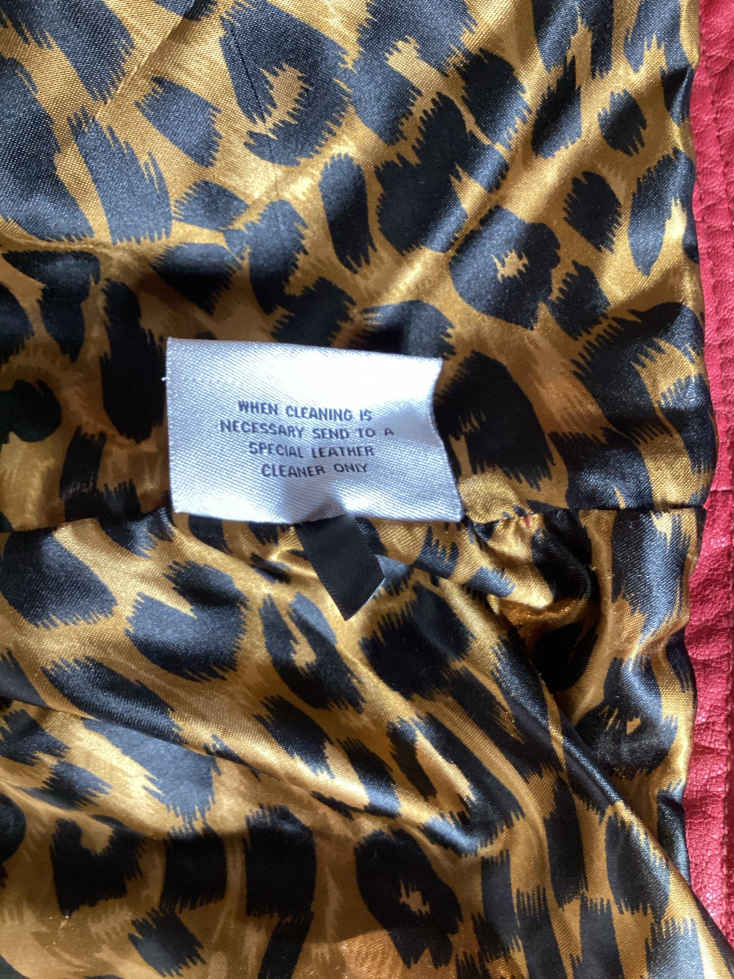 WHEN CLEANING IS
NECESSARY SEND TO A
SPECIAL LEATHER
CLEANER ONLY